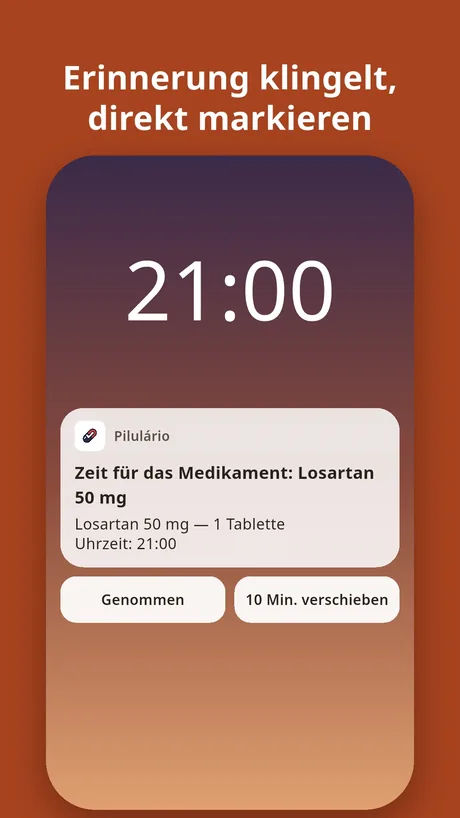 Erinnerung klingelt,
direkt markieren
21:00
Pilulário
Zeit für das Medikament: Losartan
50 mg
Losartan 50 mg — 1 Tablette
Uhrzeit: 21:00
Genommen
10 Min. verschieben